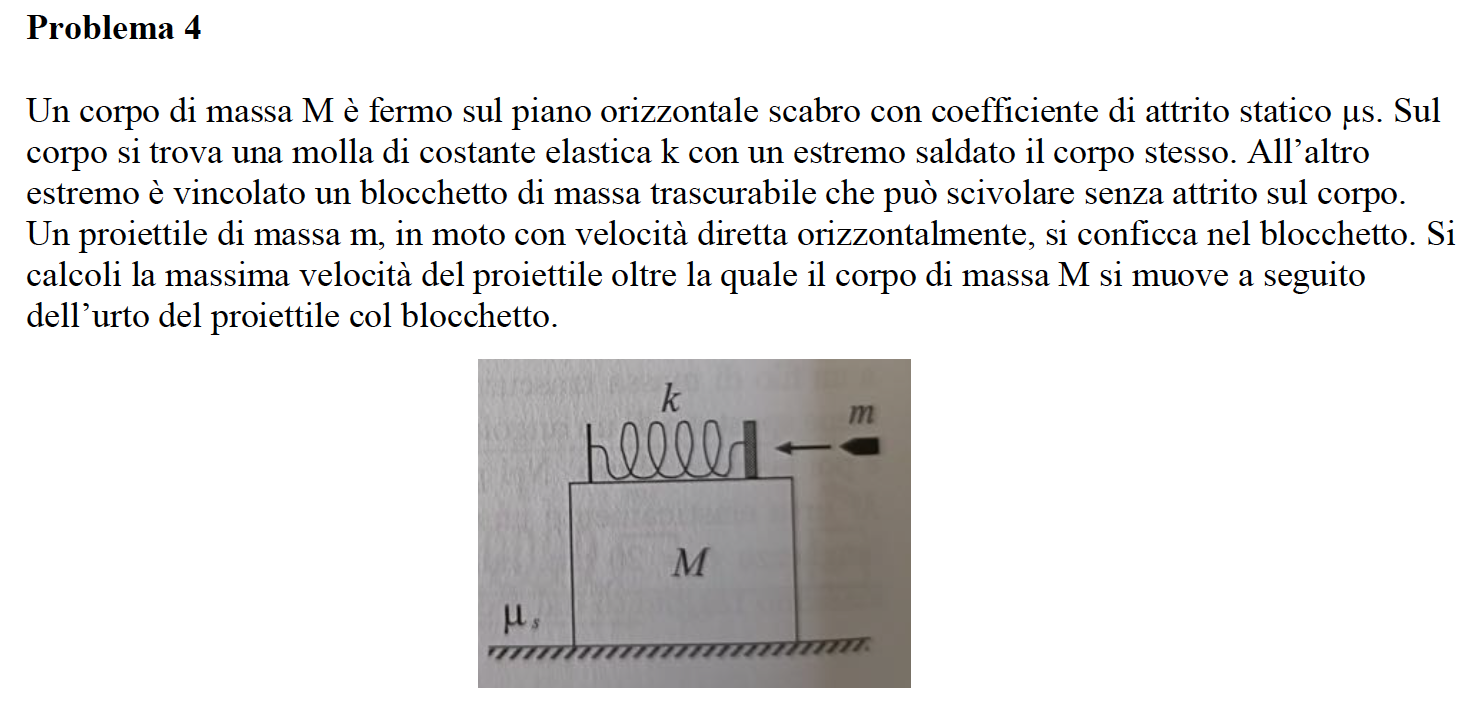 Problema 4
Un corpo di massa M è fermo sul piano orizzontale scabro con coefficiente di attrito statico µs. Sul
corpo si trova una molla di costante elastica k con un estremo saldato il corpo stesso. All’altro
estremo è vincolato un blocchetto di massa trascurabile che può scivolare senza attrito sul corpo.
Un proiettile di massa m, in moto con velocità diretta orizzontalmente, si conficca nel blocchetto. Si
calcoli la massima velocità del proiettile oltre la quale il corpo di massa M si muove a seguito
dell’urto del proiettile col blocchetto.
k
m
M
µs